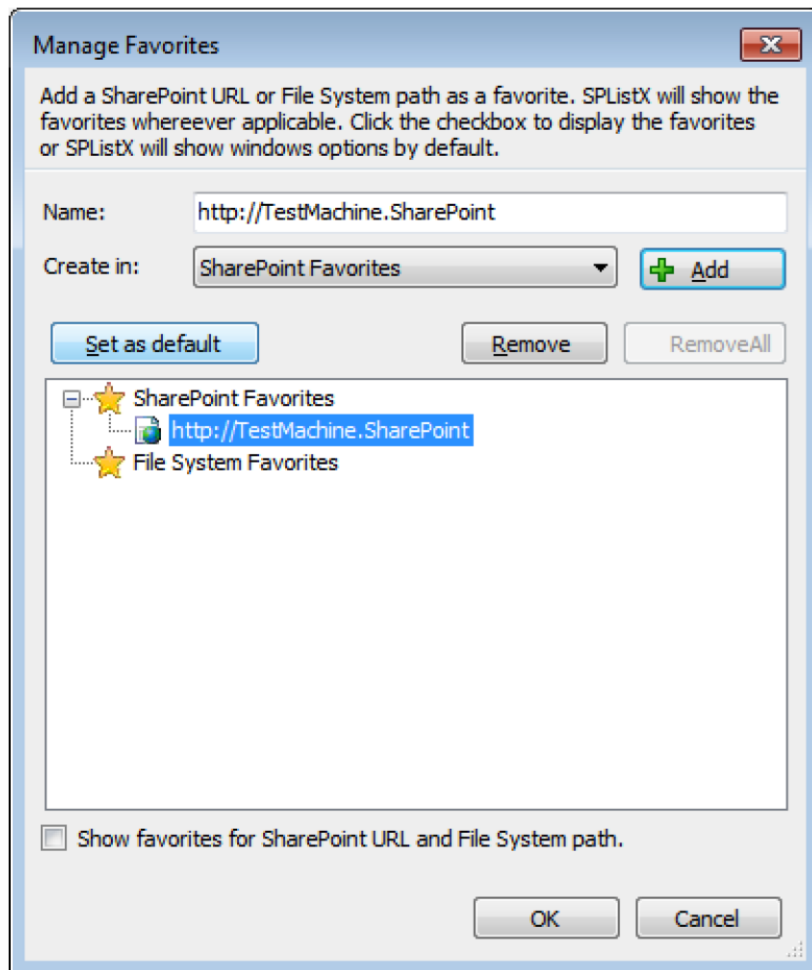 Manage Favorites
Add a SharePoint URL or File System path as a favorite. SPListX will show the
favorites whereever applicable. Click the checkbox to display the favorites
or SPListX will show windows options by default.
Name: http://TestMachine.SharePoint
Create in: SharePoint Favorites Add
Set as default Remove RemoveAll
SharePoint Favorites
http://TestMachine.SharePoint
File System Favorites
Show favorites for SharePoint URL and File System path.
OK Cancel